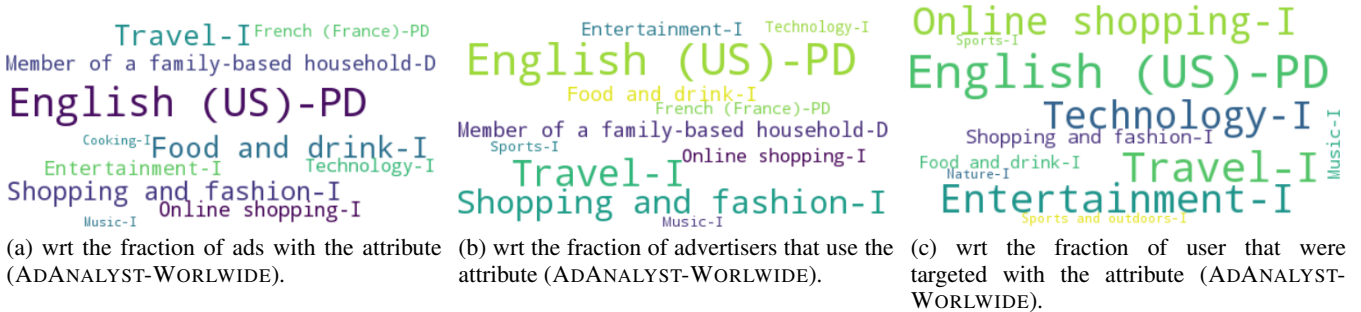 Travel-I French (France)-PD
Member of a family-based household-D
English (US)-PD
Cooking-I Food and drink-I
Entertainment-I Technology-I
Shopping and fashion-I
Online shopping-I
Music-I
(a) wrt the fraction of ads with the attribute
(ADANALYST-WORLWIDE).
Entertainment-I Technology-I
English (US)-PD
Food and drink-I
French (France)-PD
Member of a family-based household-D
Sports-I Online shopping-I
Travel-I
Shopping and fashion-I
Music-I
(b) wrt the fraction of advertisers that use the
attribute (ADANALYST-WORLWIDE).
Online shopping-I
Sports-I
English (US)-PD
Technology-I
Shopping and fashion-I
Music-I
Food and drink-I Travel-I
Nature-I
Entertainment-I
Sports and outdoors-I
(c) wrt the fraction of user that were
targeted with the attribute (ADANALYST-
WORLWIDE).